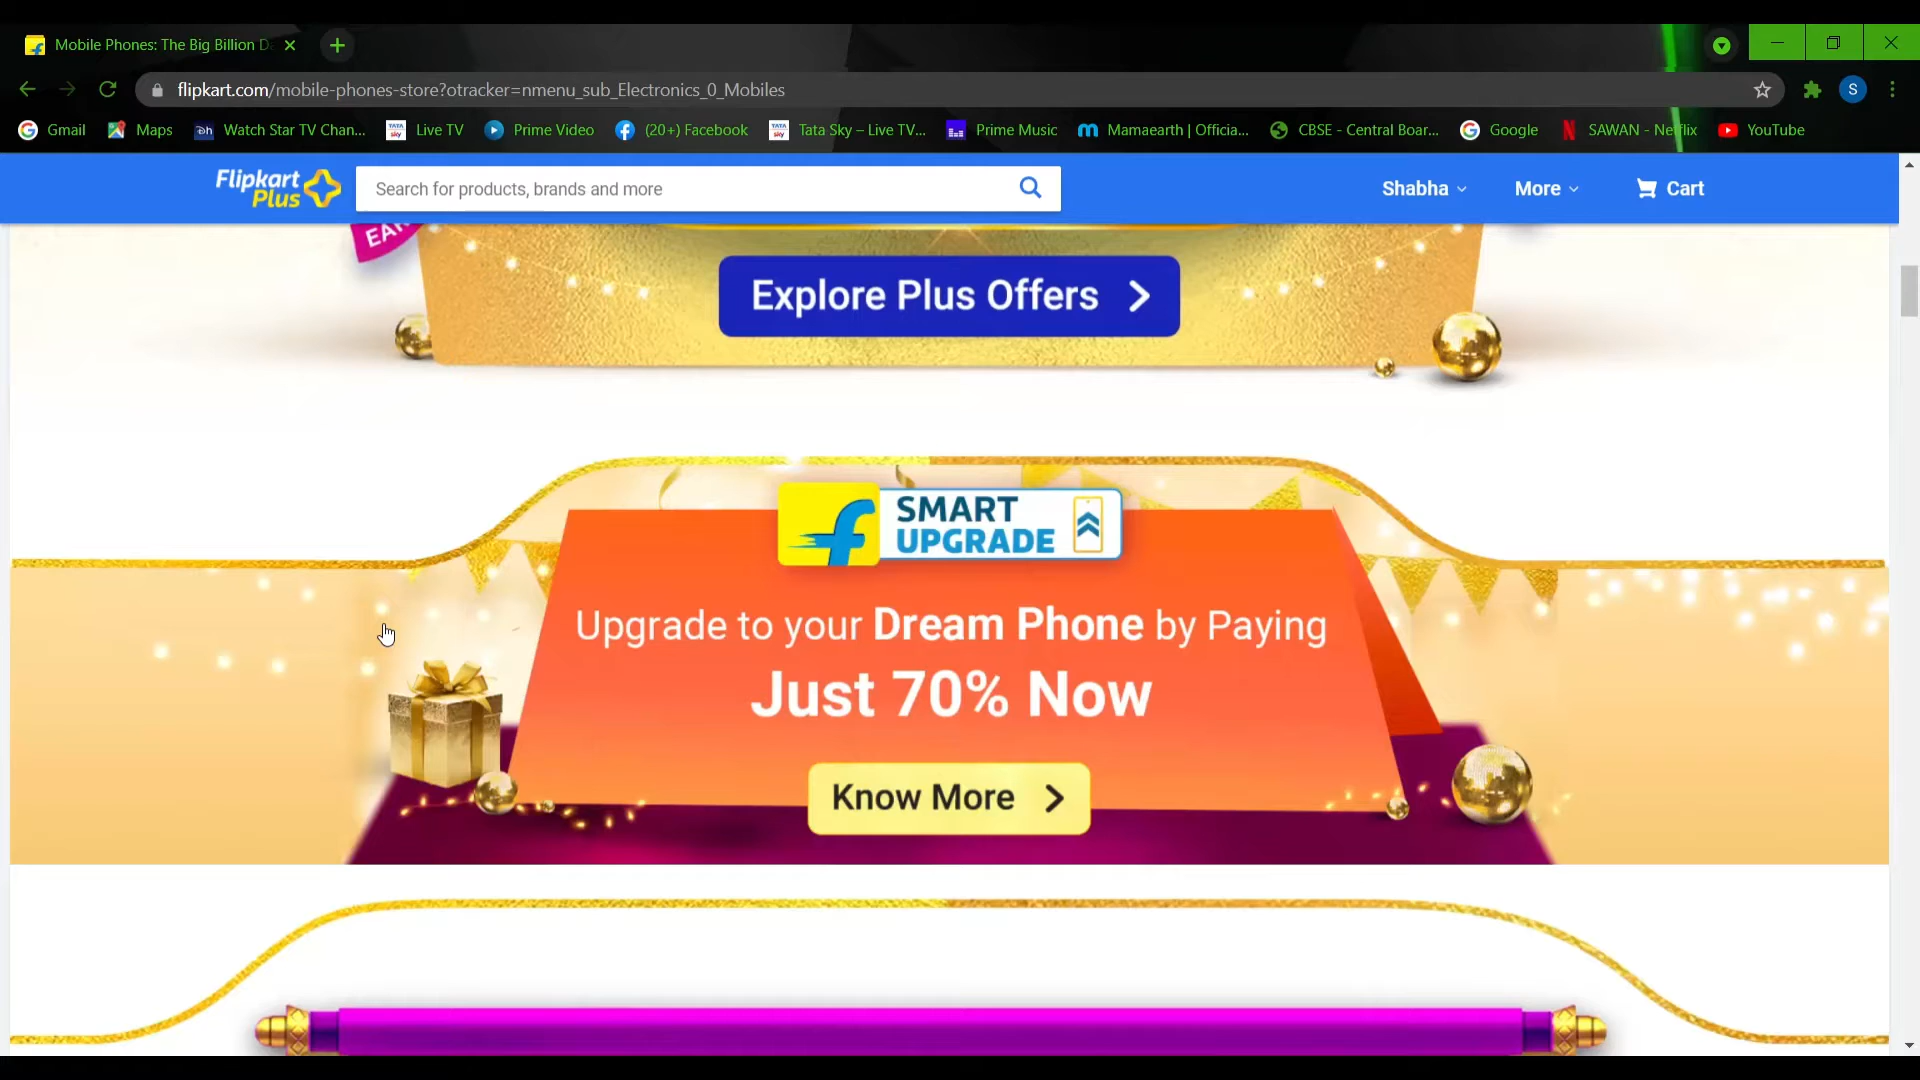 Mobile Phones: The Big Billion D
flipkart.com/mobile-phones-store?otracker=nmenu_sub_Electronics_0_Mobiles
S
Gmail
Maps
Watch Star TV Chan...
Live TV
Prime Video
(20+) Facebook
Tata Sky – Live TV...
Prime Music
Mamaearth | Officia...
CBSE - Central Boar...
Google
SAWAN - Netflix
YouTube
Flipkart
Plus
Search for products, brands and more
Shabha
More
Cart
Explore Plus Offers
SMART
UPGRADE
Upgrade to your Dream Phone by Paying
Just 70% Now
Know More